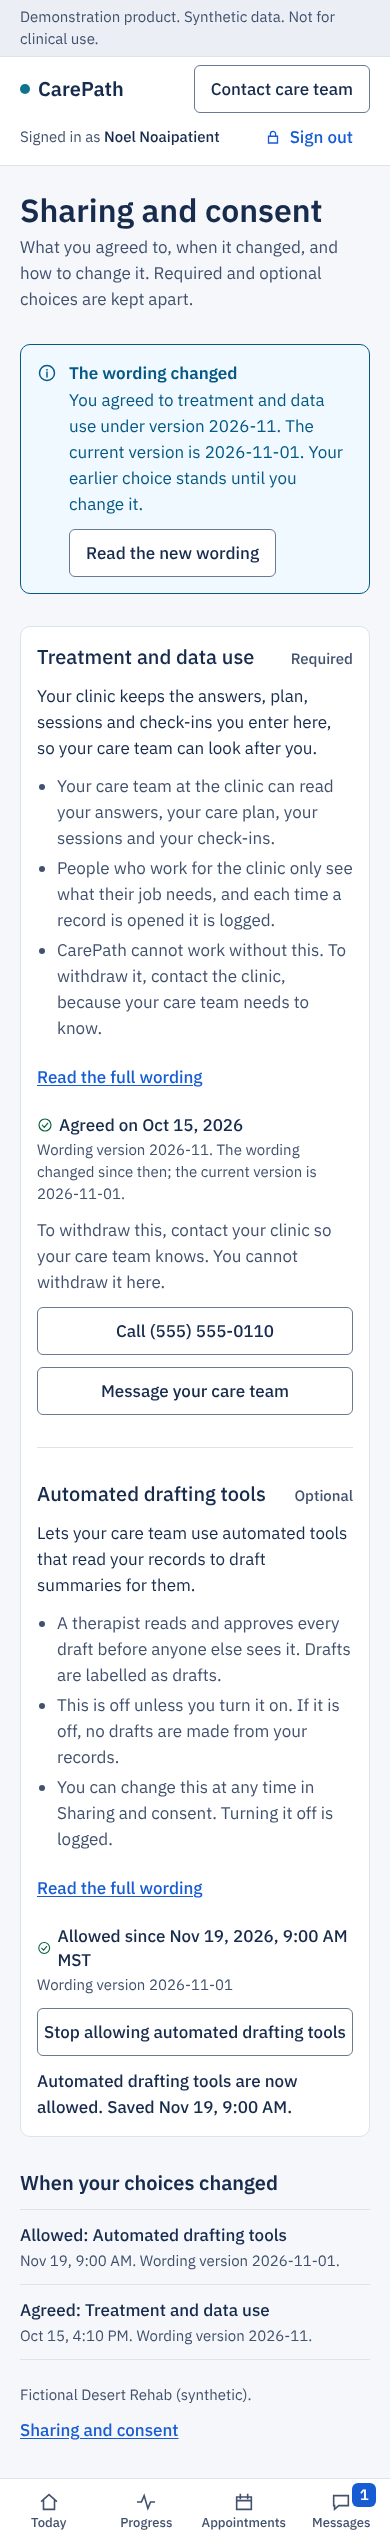 Demonstration product. Synthetic data. Not for
clinical use.
CarePath
Contact care team
Signed in as Noel Noaipatient
Sign out
Sharing and consent
What you agreed to, when it changed, and
how to change it. Required and optional
choices are kept apart.
The wording changed
You agreed to treatment and data
use under version 2026-11. The
current version is 2026-11-01. Your
earlier choice stands until you
change it.
Read the new wording
Treatment and data use
Required
Your clinic keeps the answers, plan,
sessions and check-ins you enter here,
so your care team can look after you.
• Your care team at the clinic can read
your answers, your care plan, your
sessions and your check-ins.
• People who work for the clinic only see
what their job needs, and each time a
record is opened it is logged.
• CarePath cannot work without this. To
withdraw it, contact the clinic,
because your care team needs to
know.
Read the full wording
Agreed on Oct 15, 2026
Wording version 2026-11. The wording
changed since then; the current version is
2026-11-01.
To withdraw this, contact your clinic so
your care team knows. You cannot
withdraw it here.
Call (555) 555-0110
Message your care team
Automated drafting tools
Optional
Lets your care team use automated tools
that read your records to draft
summaries for them.
• A therapist reads and approves every
draft before anyone else sees it. Drafts
are labelled as drafts.
• This is off unless you turn it on. If it is
off, no drafts are made from your
records.
• You can change this at any time in
Sharing and consent. Turning it off is
logged.
Read the full wording
Allowed since Nov 19, 2026, 9:00 AM
MST
Wording version 2026-11-01
Stop allowing automated drafting tools
Automated drafting tools are now
allowed. Saved Nov 19, 9:00 AM.
When your choices changed
Allowed: Automated drafting tools
Nov 19, 9:00 AM. Wording version 2026-11-01.
Agreed: Treatment and data use
Oct 15, 4:10 PM. Wording version 2026-11.
Fictional Desert Rehab (synthetic).
Sharing and consent
1
Today
Progress
Appointments
Messages